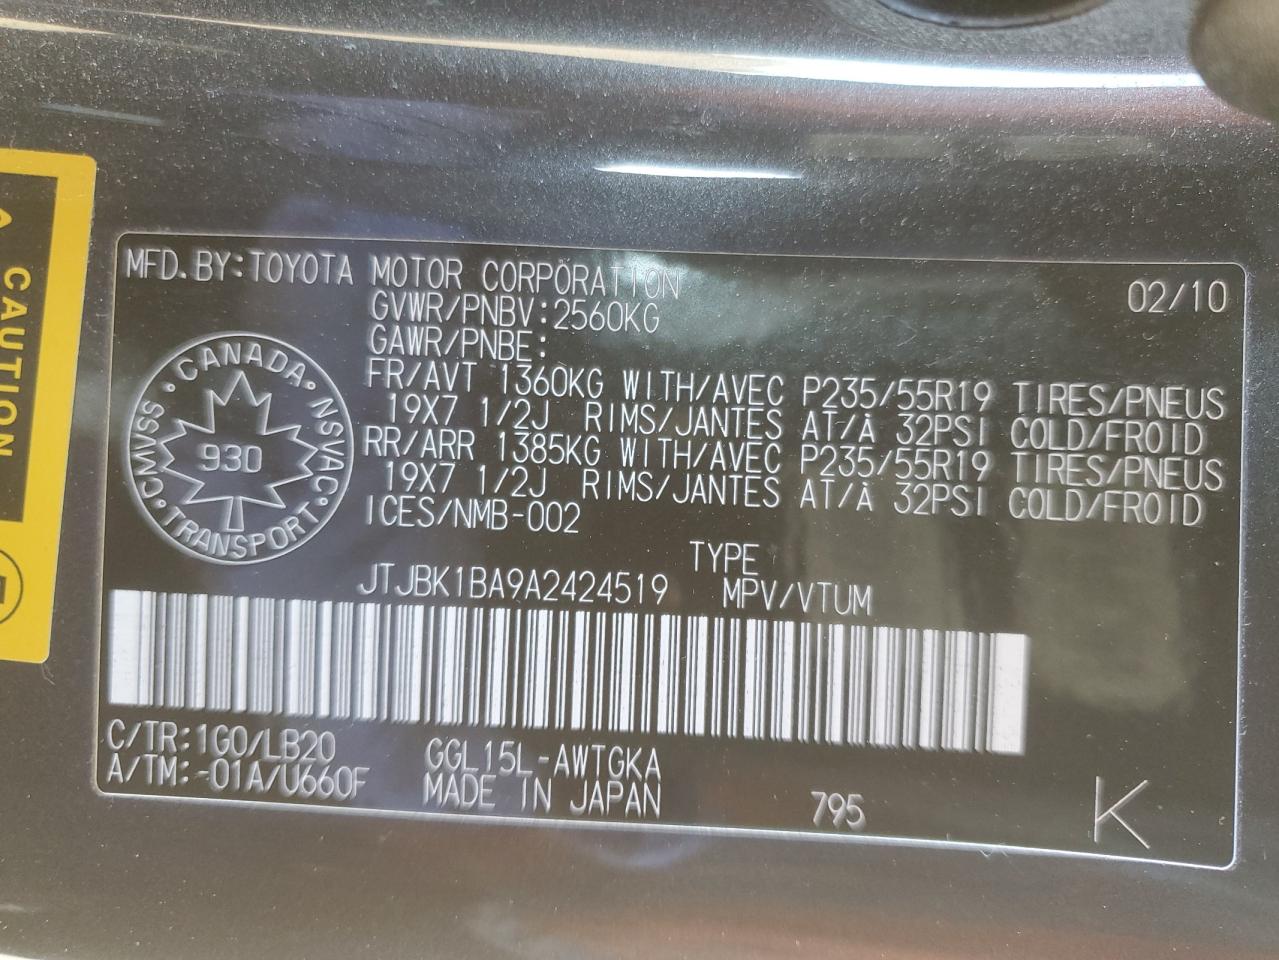 CAUTION
MFD.BY:TOYOTA MOTOR CORPORATION 02/10
GVWR/PNBV:2560KG
GAWR/PNBE:
FR/AVT 1360KG WITH/AVEC P235/55R19 TIRES/PNEUS
19X7 1/2J RIMS/JANTES AT/À 32PSI COLD/FROID
RR/ARR 1385KG WITH/AVEC P235/55R19 TIRES/PNEUS
19X7 1/2J RIMS/JANTES AT/À 32PSI COLD/FROID
ICES/NMB-002
·CANADA·
CMVSS
NSVAC
930
·TRANSPORT·
TYPE
JTJBK1BA9A2424519 MPV/VTUM
C/TR:1G0/LB20 GGL15L-AWTGKA
A/TM:-01A/U660F MADE IN JAPAN 795 K